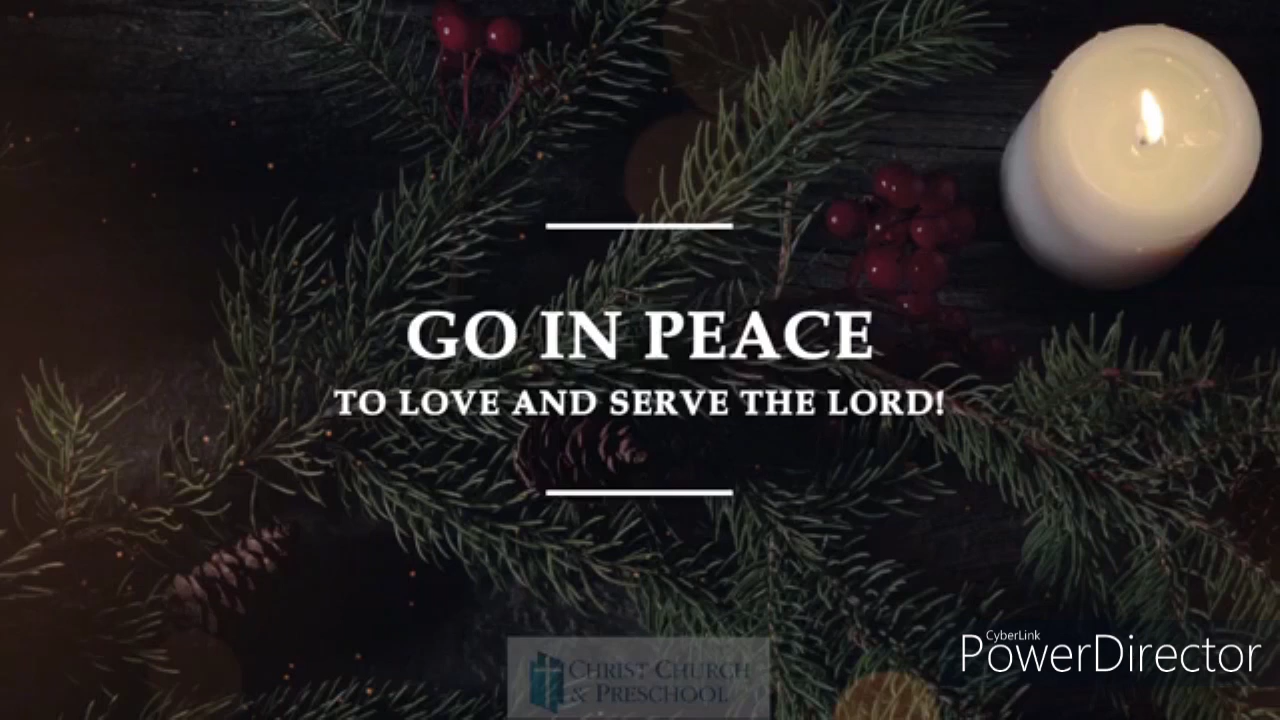 GO IN PEACE
TO LOVE AND SERVE THE LORD!
CHRIST CHURCH
& PRESCHOOL
CyberLink
PowerDirector